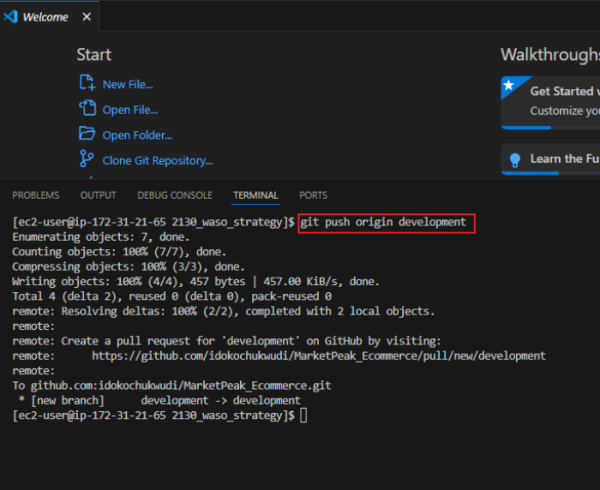 Welcome
Start
Walkthroughs
New File...
Get Started
Open File...
Customize you
Open Folder...
Clone Git Repository...
Learn the Fu
PROBLEMS OUTPUT DEBUG CONSOLE TERMINAL PORTS
[ec2-user@ip-172-31-21-65 2130_waso_strategy]$ git push origin development
Enumerating objects: 7, done.
Counting objects: 100% (7/7), done.
Compressing objects: 100% (3/3), done.
Writing objects: 100% (4/4), 457 bytes | 457.00 KiB/s, done.
Total 4 (delta 2), reused 0 (delta 0), pack-reused 0
remote: Resolving deltas: 100% (2/2), completed with 2 local objects.
remote:
remote: Create a pull request for 'development' on GitHub by visiting:
remote:      https://github.com/idokochukwudi/MarketPeak_Ecommerce/pull/new/development
remote:
To github.com:idokochukwudi/MarketPeak_Ecommerce.git
 * [new branch]      development -> development
[ec2-user@ip-172-31-21-65 2130_waso_strategy]$